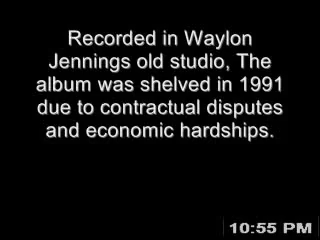 Recorded in Waylon
Jennings old studio, The
album was shelved in 1991
due to contractual disputes
and economic hardships.
10:55 PM